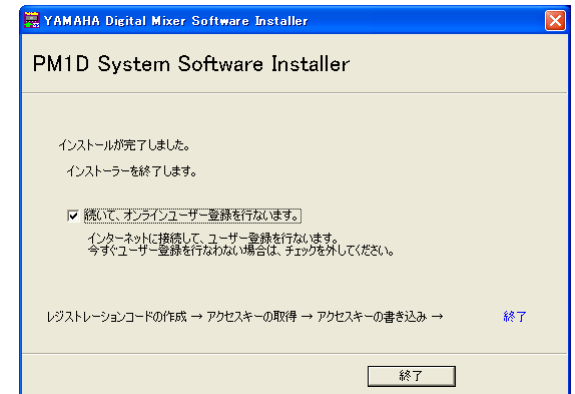 YAMAHA Digital Mixer Software Installer
PM1D System Software Installer
インストールが完了しました。
インストーラーを終了します。
続いて、オンラインユーザー登録を行ないます。
インターネットに接続して、ユーザー登録を行ないます。
今すぐユーザー登録を行なわない場合は、チェックを外してください。
レジストレーションコードの作成 → アクセスキーの取得 → アクセスキーの書き込み → 終了
終了